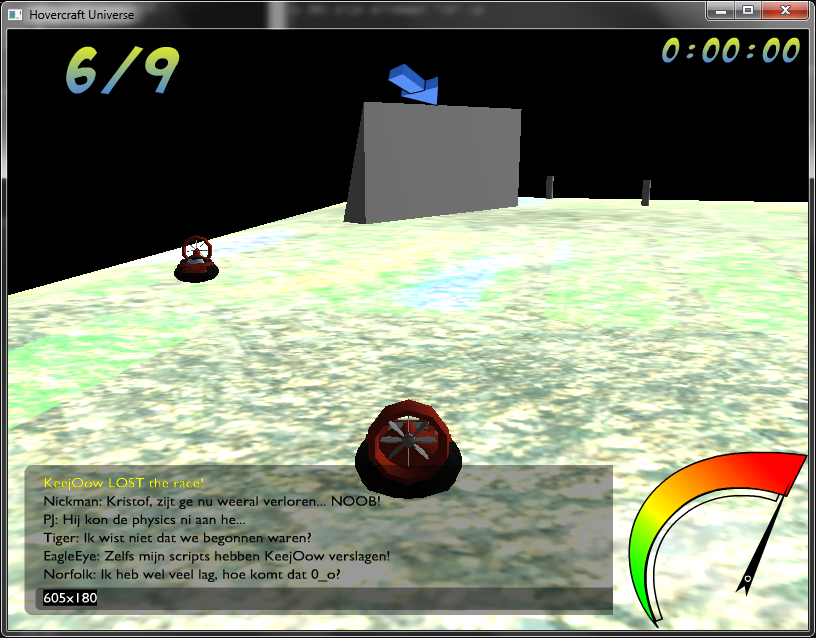 Hovercraft Universe
6/9
0:00:00
KeejOow LOST the race!
Nickman: Kristof, zijt ge nu weeral verloren... NOOB!
PJ: Hij kon de physics ni aan he...
Tiger: Ik wist niet dat we begonnen waren?
EagleEye: Zelfs mijn scripts hebben KeejOow verslagen!
Norfolk: Ik heb wel veel lag, hoe komt dat 0_o?
605x180